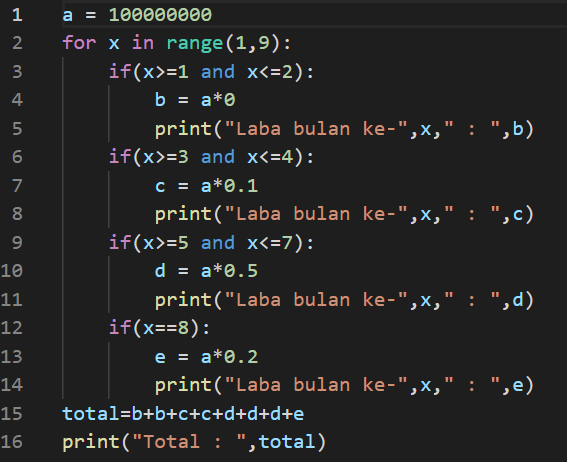 1 a = 100000000
2 for x in range(1,9):
3     if(x>=1 and x<=2):
4         b = a*0
5         print("Laba bulan ke-",x," : ",b)
6     if(x>=3 and x<=4):
7         c = a*0.1
8         print("Laba bulan ke-",x," : ",c)
9     if(x>=5 and x<=7):
10         d = a*0.5
11         print("Laba bulan ke-",x," : ",d)
12     if(x==8):
13         e = a*0.2
14         print("Laba bulan ke-",x," : ",e)
15 total=b+b+c+c+d+d+d+e
16 print("Total : ",total)